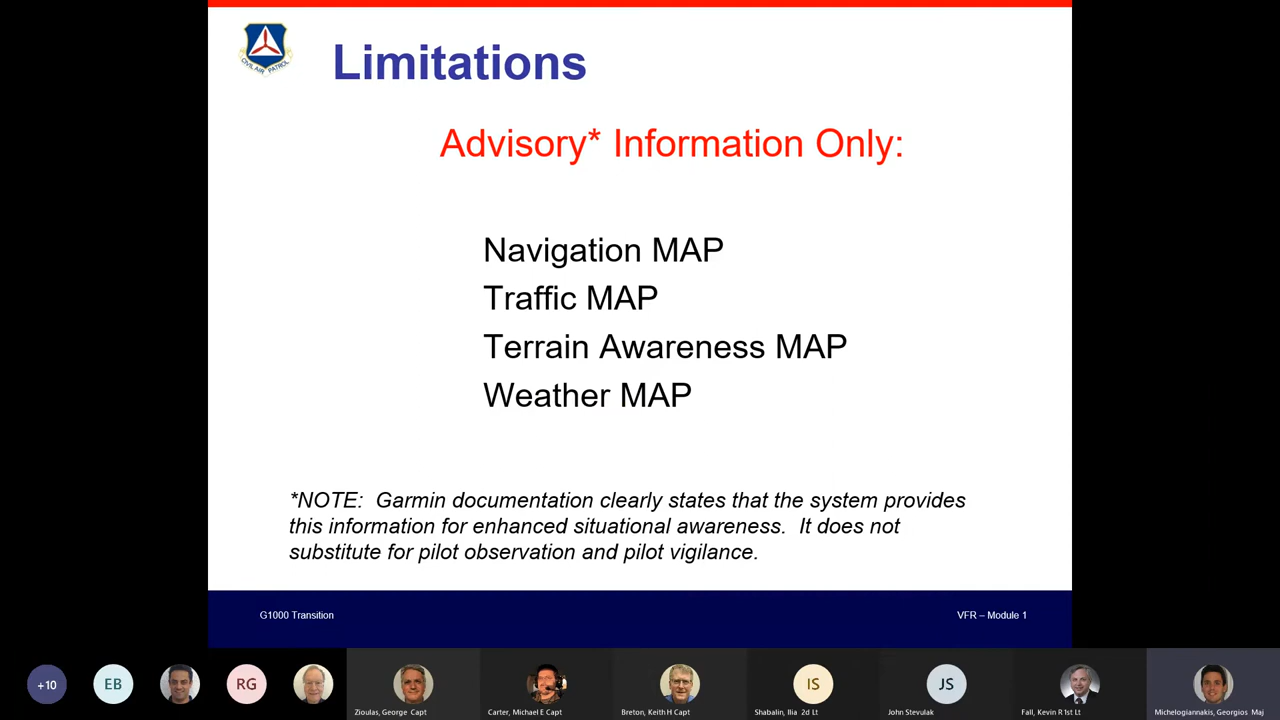 CIVIL AIR PATROL
Limitations
Advisory* Information Only:
Navigation MAP
Traffic MAP
Terrain Awareness MAP
Weather MAP
*NOTE:  Garmin documentation clearly states that the system provides
this information for enhanced situational awareness.  It does not
substitute for pilot observation and pilot vigilance.
G1000 Transition
VFR – Module 1
+10
EB
RG
IS
JS
Zioulas, George Capt
Carter, Michael E Capt
Breton, Keith H Capt
Shabalin, Ilia 2d Lt
John Stevulak
Fall, Kevin R 1st Lt
Michelogiannakis, Georgios Maj